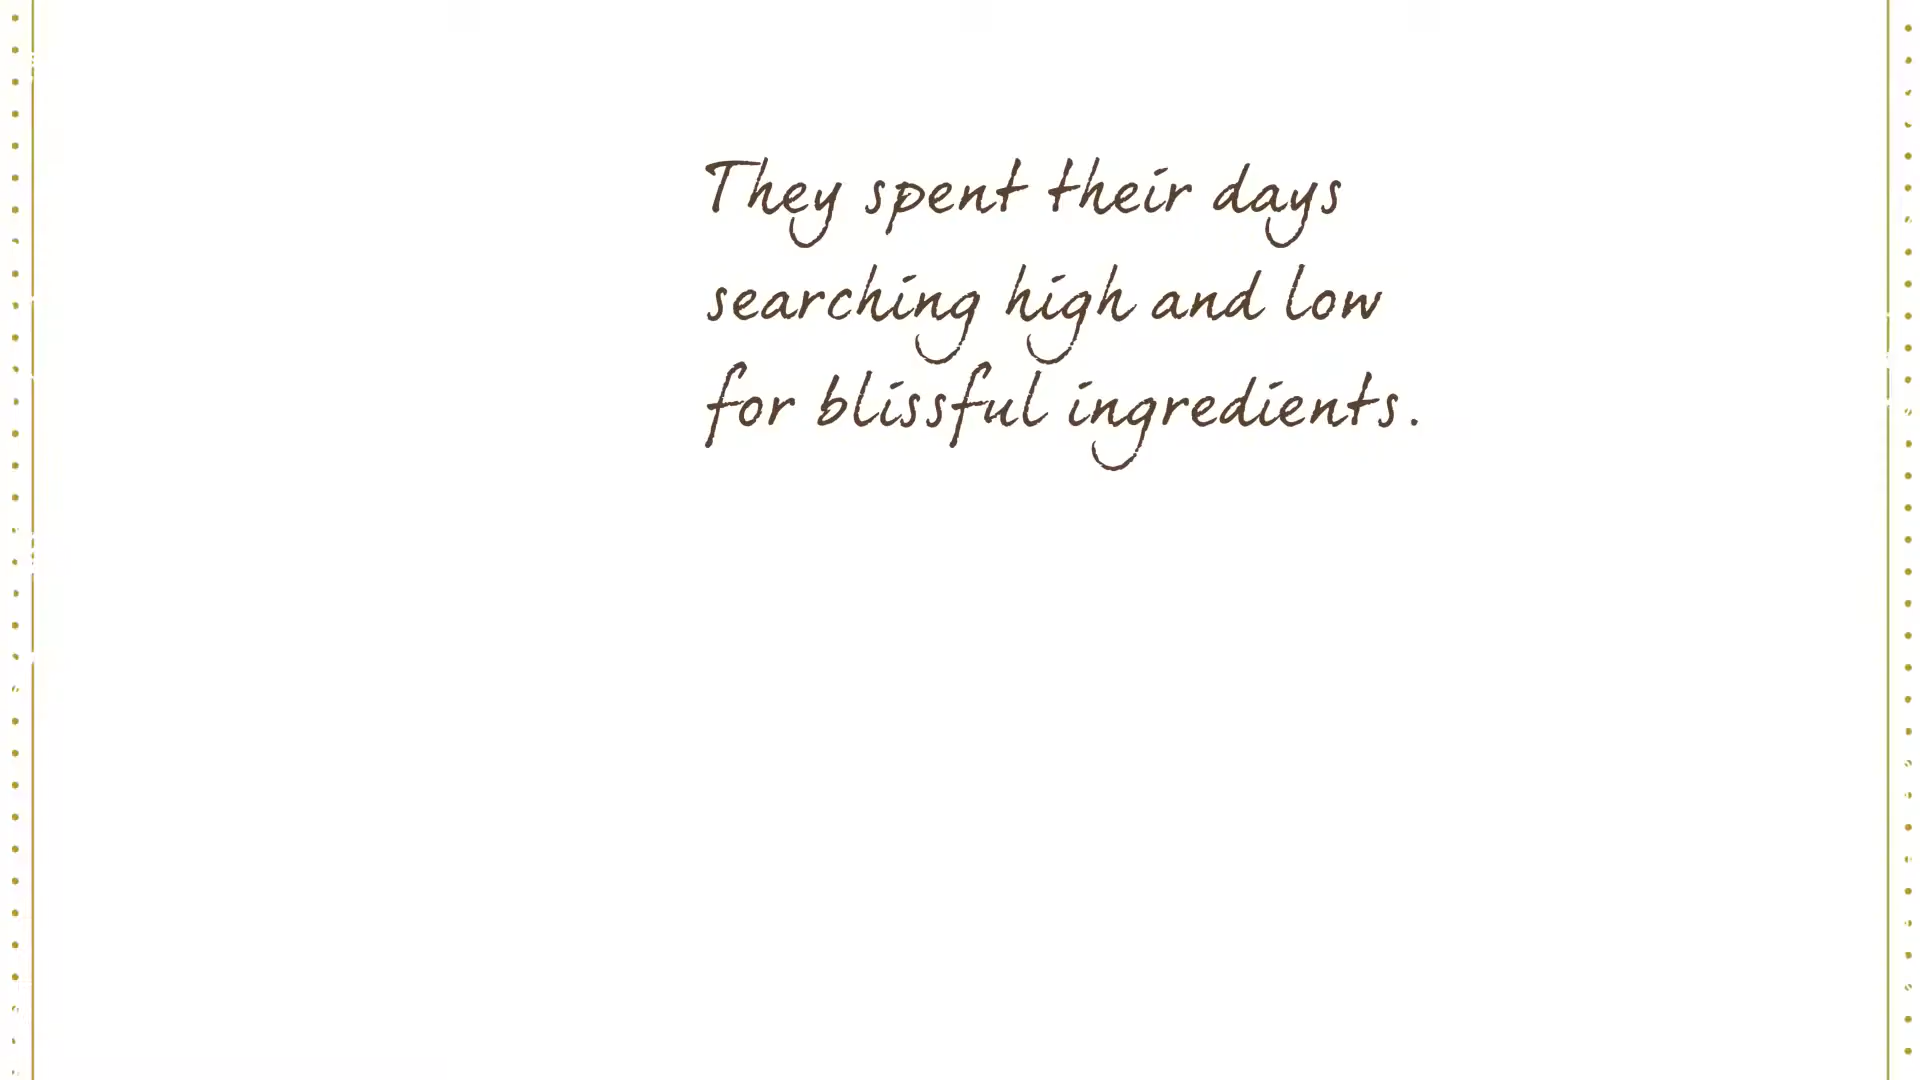 They spent their days
searching high and low
for blissful ingredients.